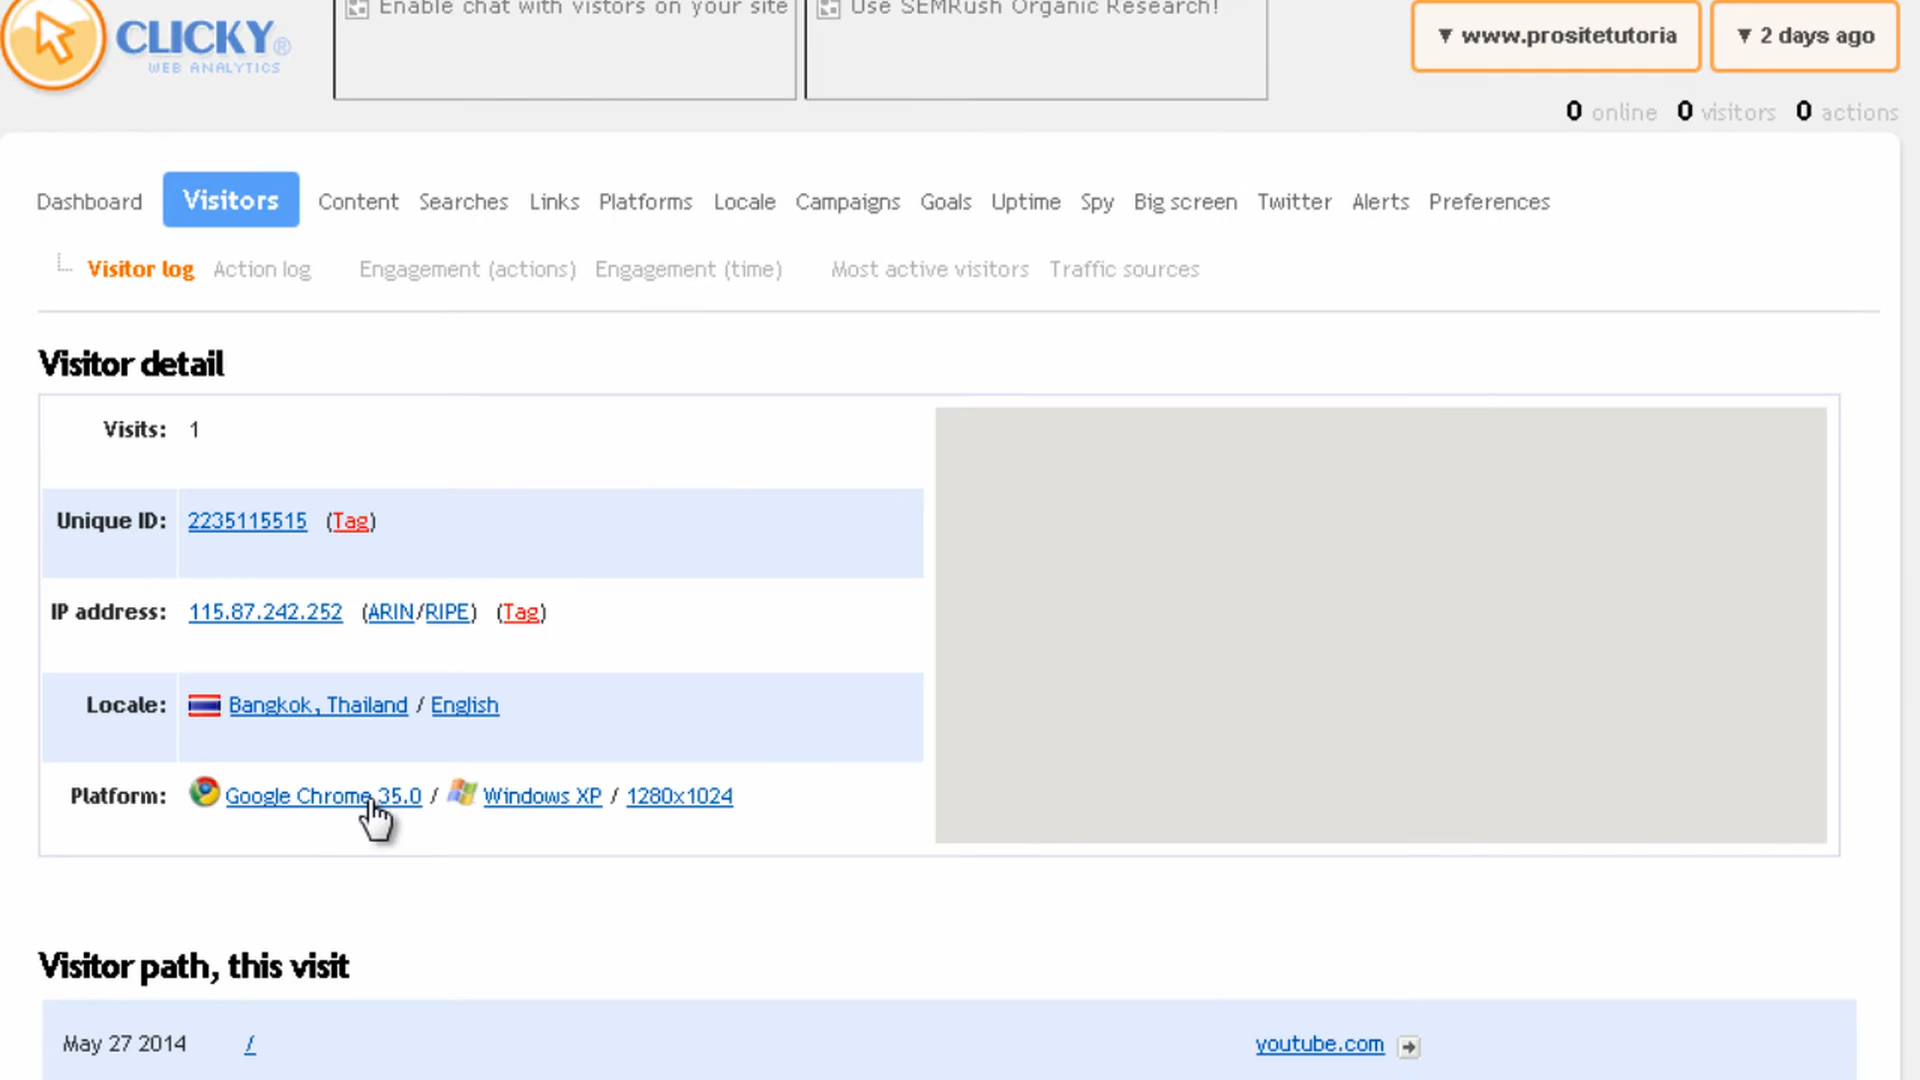 Enable chat with vistors on your site
Use SEMRush Organic Research!
▼ www.prositetutoria
▼ 2 days ago
CLICKY®
WEB ANALYTICS
0 online 0 visitors 0 actions
Dashboard Visitors Content Searches Links Platforms Locale Campaigns Goals Uptime Spy Big screen Twitter Alerts Preferences
Visitor log Action log Engagement (actions) Engagement (time) Most active visitors Traffic sources
Visitor detail
Visits: 1
Unique ID: 2235115515 (Tag)
IP address: 115.87.242.252 (ARIN/RIPE) (Tag)
Locale: Bangkok, Thailand / English
Platform: Google Chrome 35.0 / Windows XP / 1280x1024
Visitor path, this visit
May 27 2014 / youtube.com